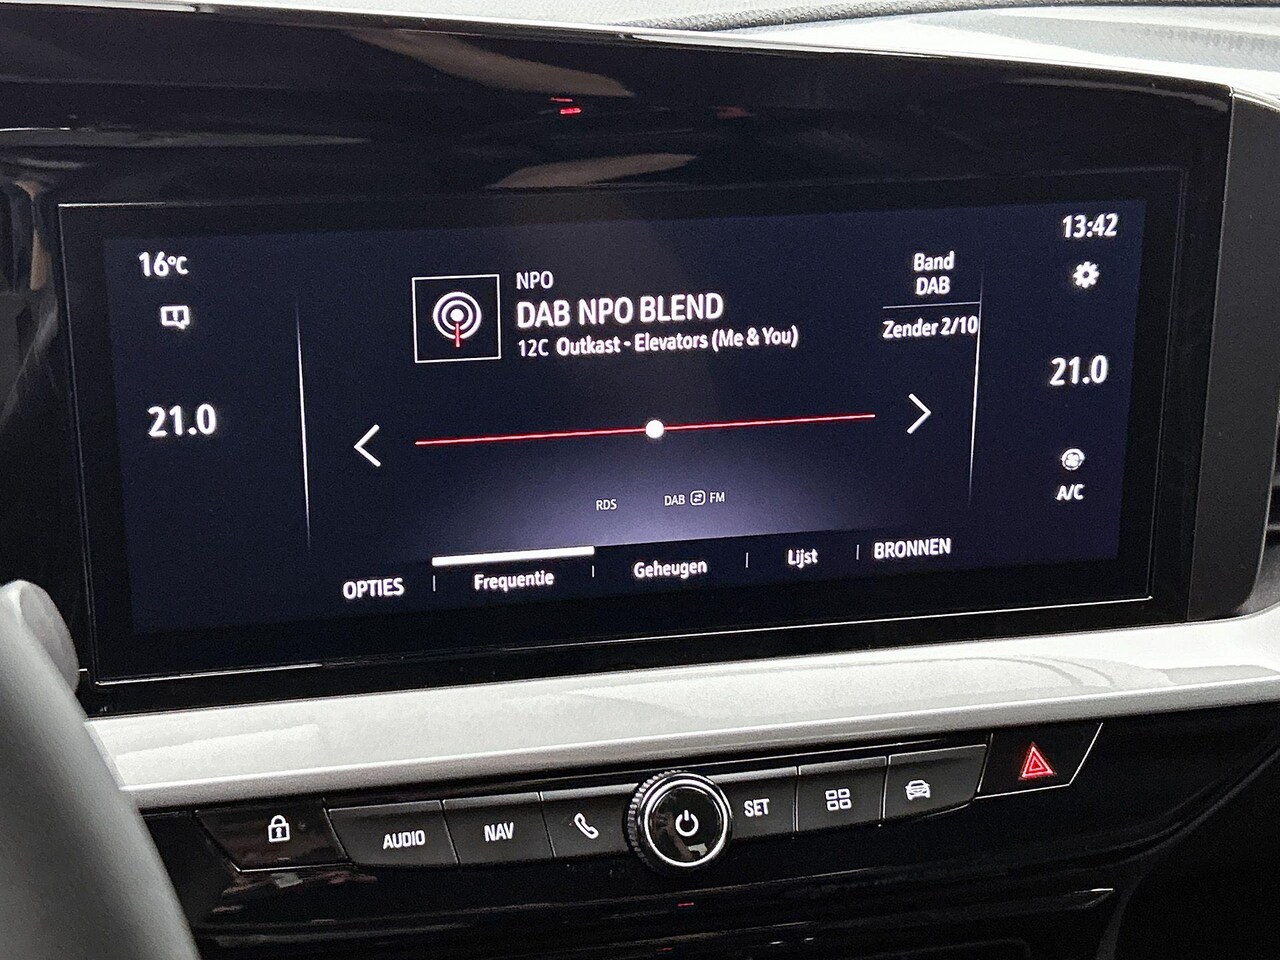 16°C
13:42
NPO
DAB NPO BLEND
12C Outkast • Elevators (Me & You)
Band
DAB
Zender 2/10
21.0
21.0
A/C
RDS
DAB FM
OPTIES
Frequentie
Geheugen
Lijst
BRONNEN
AUDIO
NAV
SET